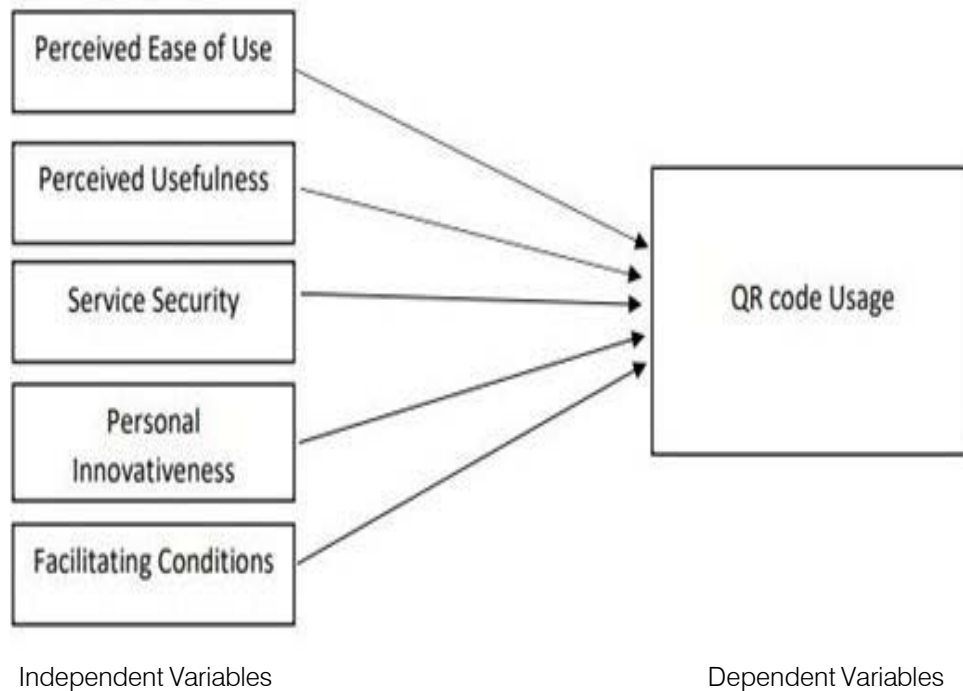 Perceived Ease of Use
Perceived Usefulness
Service Security
Personal
Innovativeness
Facilitating Conditions
QR code Usage
Independent Variables
Dependent Variables